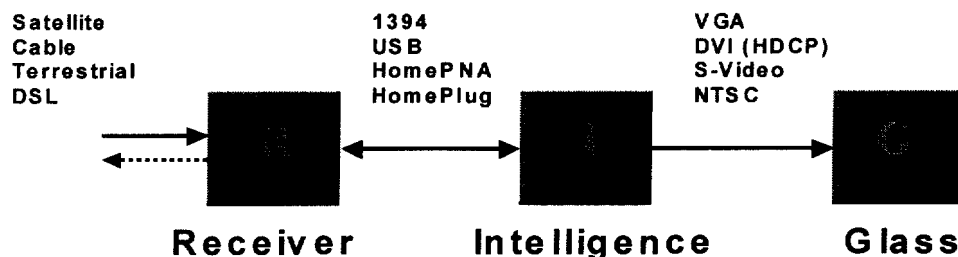 Satellite
Cable
Terrestrial
DSL
1394
USB
HomePNA
HomePlug
VGA
DVI (HDCP)
S-Video
NTSC
R
I
G
Receiver
Intelligence
Glass